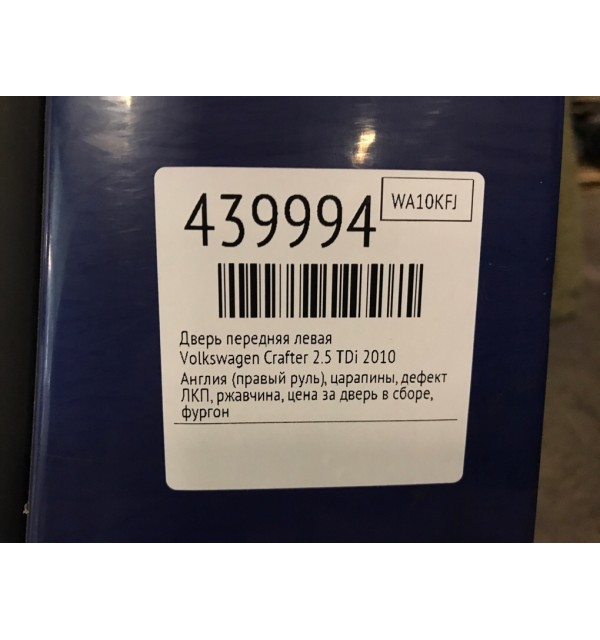 439994
WA10KFJ
Дверь передняя левая
Volkswagen Crafter 2.5 TDi 2010
Англия (правый руль), царапины, дефект
ЛКП, ржавчина, цена за дверь в сборе,
фургон